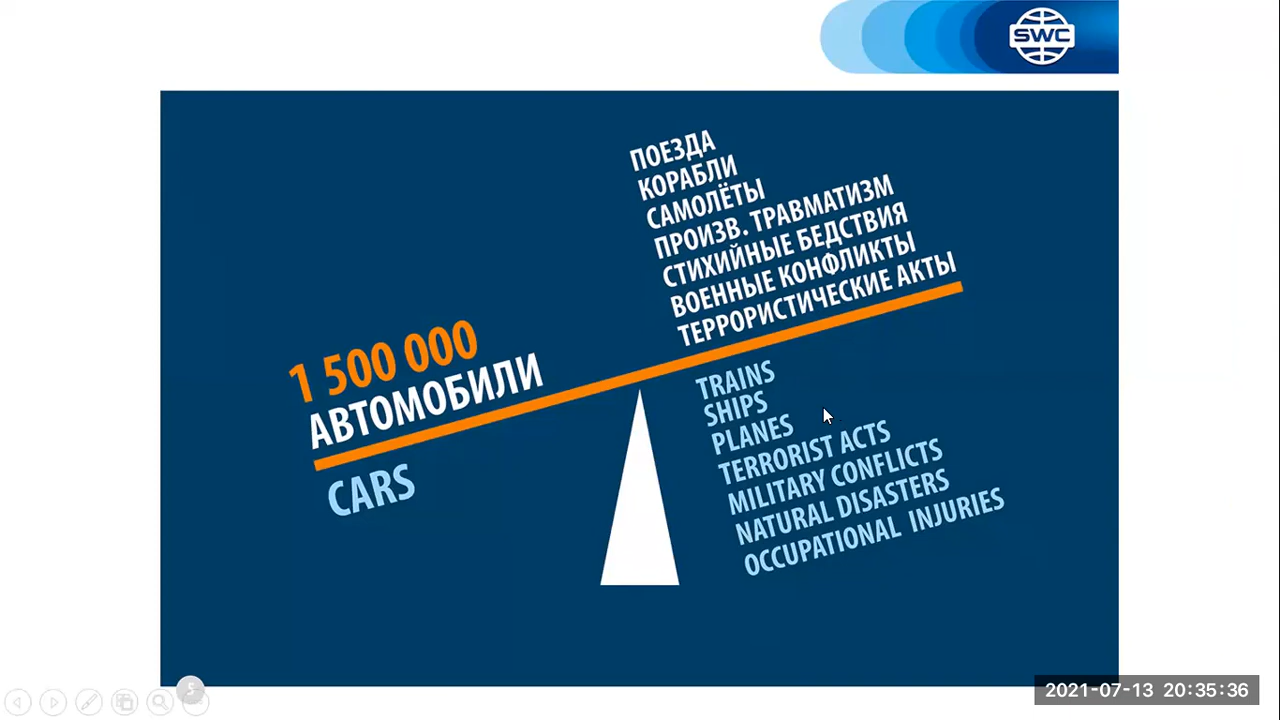 SWC
ПОЕЗДА
КОРАБЛИ
САМОЛЁТЫ
ПРОИЗВ. ТРАВМАТИЗМ
СТИХИЙНЫЕ БЕДСТВИЯ
ВОЕННЫЕ КОНФЛИКТЫ
ТЕРРОРИСТИЧЕСКИЕ АКТЫ
1 500 000
АВТОМОБИЛИ
CARS
TRAINS
SHIPS
PLANES
TERRORIST ACTS
MILITARY CONFLICTS
NATURAL DISASTERS
OCCUPATIONAL INJURIES
S
2021-07-13 20:35:36